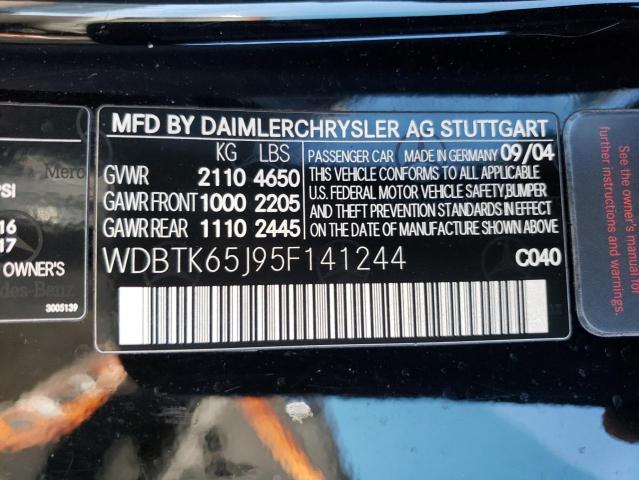 MFD BY DAIMLERCHRYSLER AG STUTTGART
KG LBS
GVWR 2110 4650
GAWR FRONT 1000 2205
GAWR REAR 1110 2445
PASSENGER CAR MADE IN GERMANY 09/04
THIS VEHICLE CONFORMS TO ALL APPLICABLE
U.S. FEDERAL MOTOR VEHICLE SAFETY, BUMPER
AND THEFT PREVENTION STANDARDS IN EFFECT
ON THE DATE OF MANUFACTURE SHOWN ABOVE.
WDBTK65J95F141244 C040
PSI
16
17
OWNER'S
3005139
See the owner's manual for
further instructions.